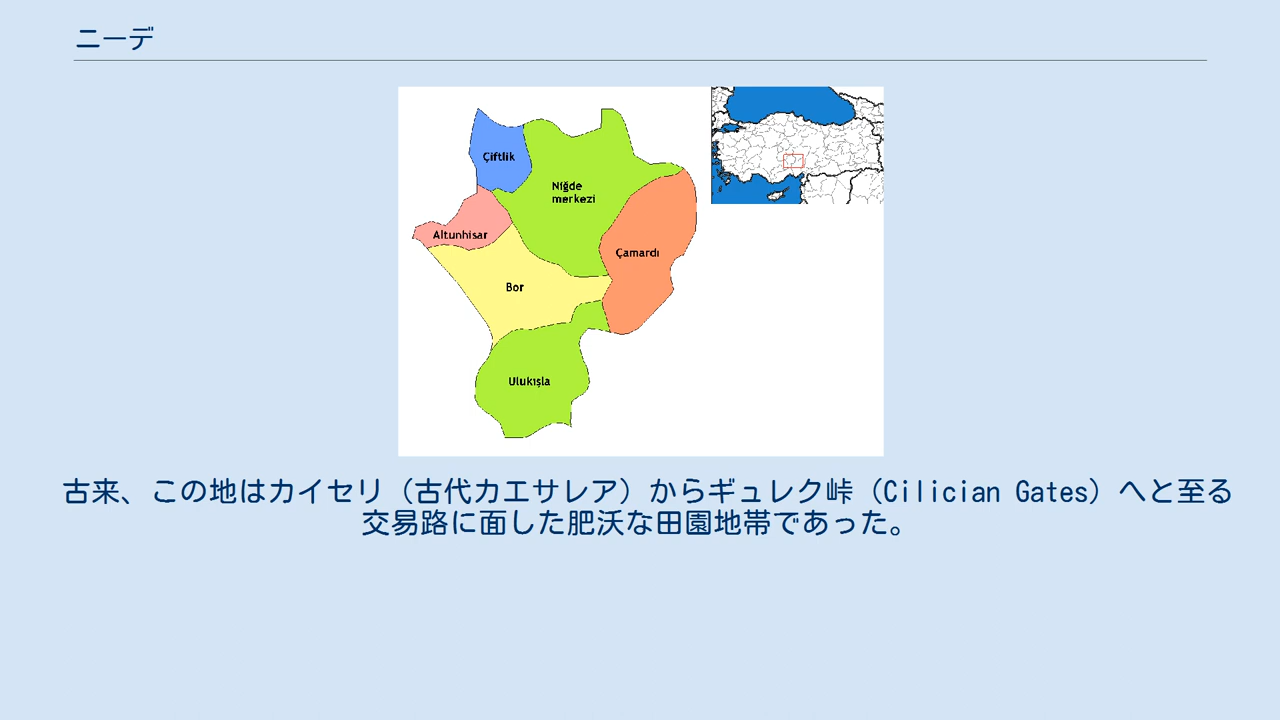 ニーデ
Çiftlik
Niğde
merkezi
Altunhisar
Çamardı
Bor
Ulukışla
古来、この地はカイセリ（古代カエサレア）からギュレク峠（Cilician Gates）へと至る
交易路に面した肥沃な田園地帯であった。